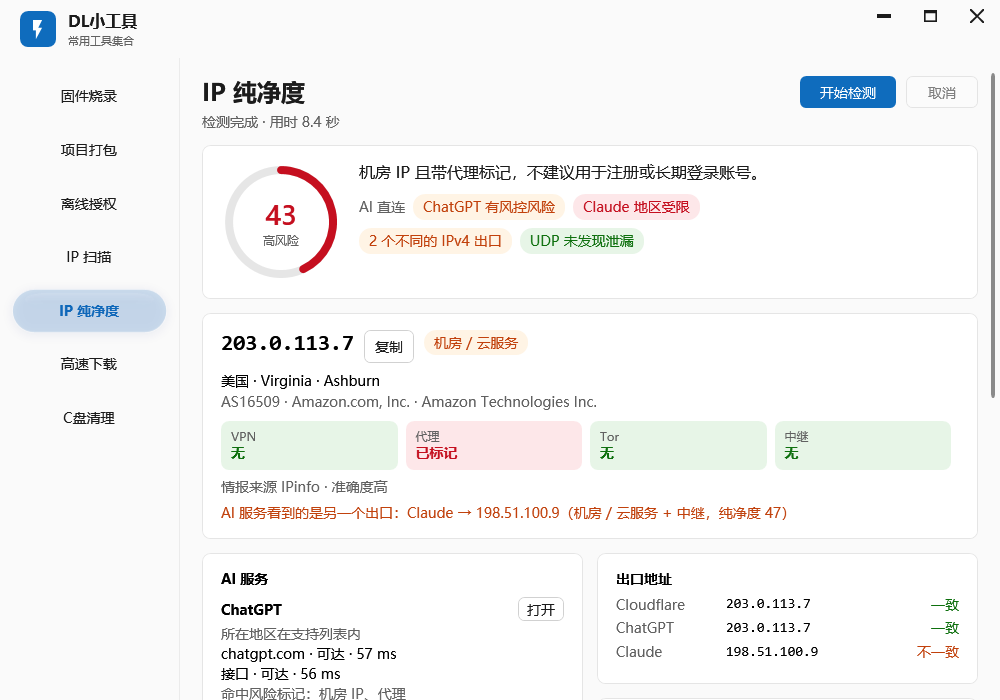 DL小工具
常用工具集合
固件烧录
项目打包
离线授权
IP 扫描
IP 纯净度
高速下载
C盘清理
IP 纯净度
检测完成 · 用时 8.4 秒
开始检测
取消
43
高风险
机房 IP 且带代理标记，不建议用于注册或长期登录账号。
AI 直连
ChatGPT 有风控风险
Claude 地区受限
2 个不同的 IPv4 出口
UDP 未发现泄漏
203.0.113.7
复制
机房 / 云服务
美国 · Virginia · Ashburn
AS16509 · Amazon.com, Inc. · Amazon Technologies Inc.
VPN
无
代理
已标记
Tor
无
中继
无
情报来源 IPinfo · 准确度高
AI 服务看到的是另一个出口：Claude → 198.51.100.9（机房 / 云服务 + 中继，纯净度 47）
AI 服务
ChatGPT
打开
所在地区在支持列表内
chatgpt.com · 可达 · 57 ms
接口 · 可达 · 56 ms
命中风险标记：机房 IP、代理
出口地址
Cloudflare 203.0.113.7 一致
ChatGPT 203.0.113.7 一致
Claude 198.51.100.9 不一致